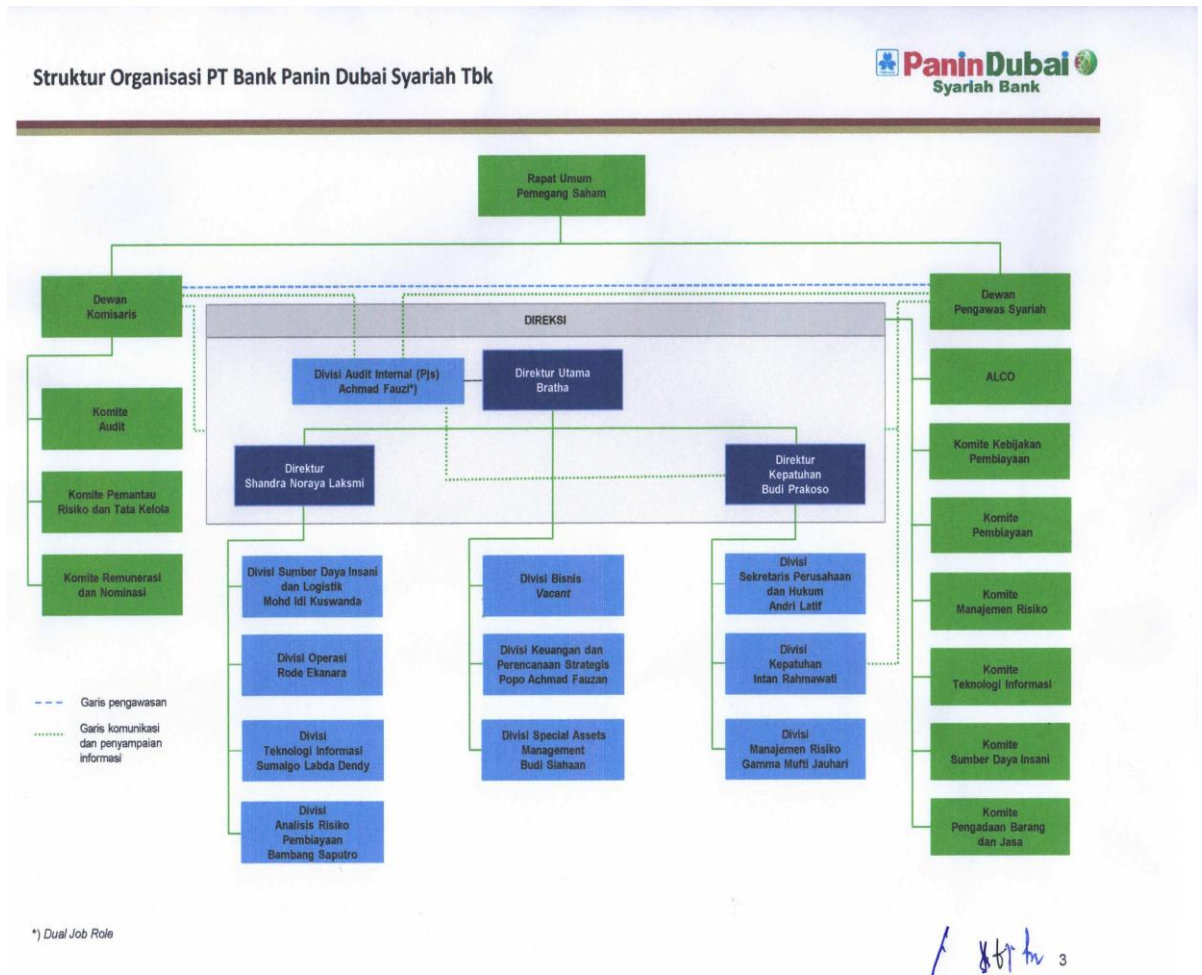 Struktur Organisasi PT Bank Panin Dubai Syariah Tbk
PaninDubai
Syariah Bank
Rapat Umum
Pemegang Saham
Dewan
Komisaris
Dewan
Pengawas Syariah
DIREKSI
Divisi Audit Internal (Pjs)
Achmad Fauzi*)
Direktur Utama
Bratha
ALCO
Komite
Audit
Direktur
Shandra Noraya Laksmi
Direktur
Kepatuhan
Budi Prakoso
Komite Kebijakan
Pembiayaan
Komite Pemantau
Risiko dan Tata Kelola
Komite
Pembiayaan
Komite Remunerasi
dan Nominasi
Divisi Sumber Daya Insani
dan Logistik
Mohd Idi Kuswanda
Divisi Bisnis
Vacant
Divisi
Sekretaris Perusahaan
dan Hukum
Andri Latif
Komite
Manajemen Risiko
Divisi Operasi
Rode Ekanara
Divisi Keuangan dan
Perencanaan Strategis
Popo Achmad Fauzan
Divisi
Kepatuhan
Intan Rahmawati
Komite
Teknologi Informasi
Garis pengawasan
Garis komunikasi
dan penyampaian
informasi
Divisi
Teknologi Informasi
Sumalgo Labda Dendy
Divisi Special Assets
Management
Budi Siahaan
Divisi
Manajemen Risiko
Gamma Mufti Jauhari
Komite
Sumber Daya Insani
Divisi
Analisis Risiko
Pembiayaan
Bambang Saputro
Komite
Pengadaan Barang
dan Jasa
*) Dual Job Role
3